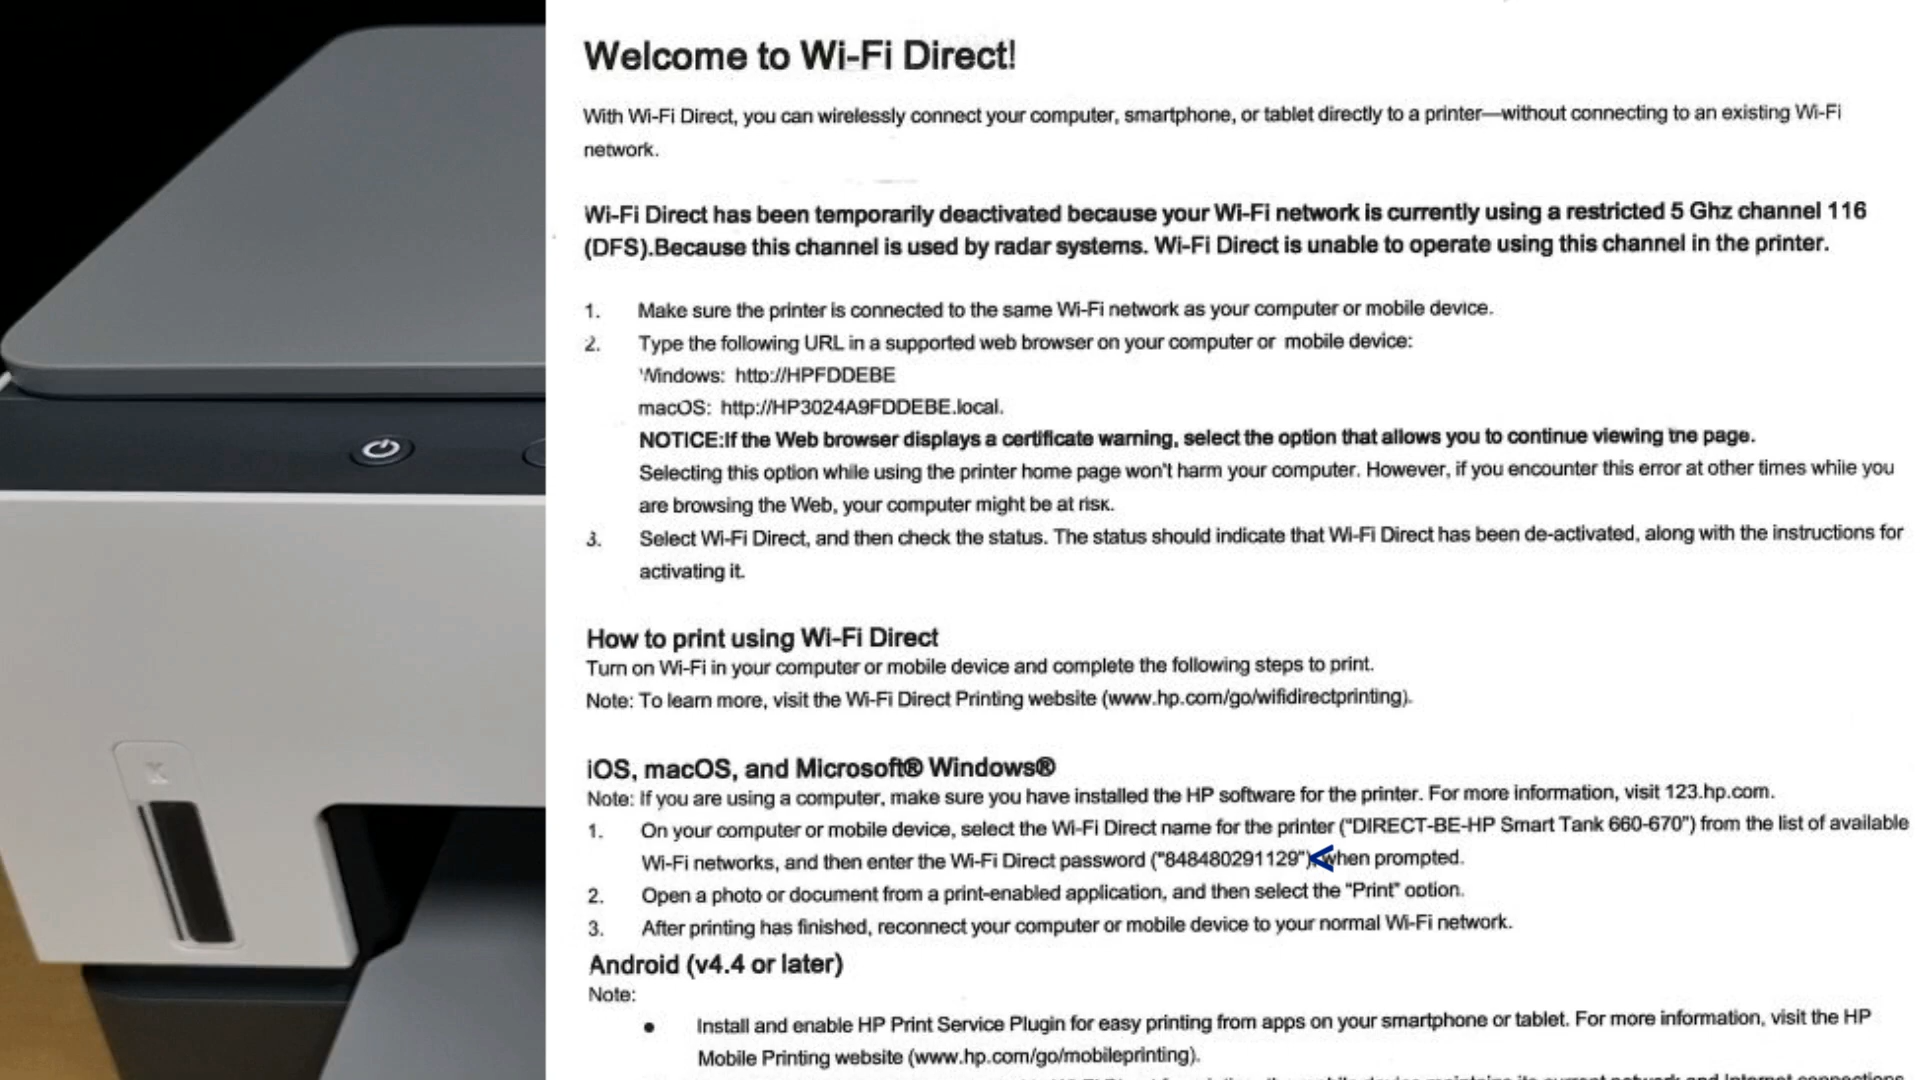 Welcome to Wi-Fi Direct!
With Wi-Fi Direct, you can wirelessly connect your computer, smartphone, or tablet directly to a printer—without connecting to an existing Wi-Fi
network.
Wi-Fi Direct has been temporarily deactivated because your Wi-Fi network is currently using a restricted 5 Ghz channel 116
(DFS).Because this channel is used by radar systems. Wi-Fi Direct is unable to operate using this channel in the printer.
1. Make sure the printer is connected to the same Wi-Fi network as your computer or mobile device.
2. Type the following URL in a supported web browser on your computer or mobile device:
Windows: http://HPFDDEBE
macOS: http://HP3024A9FDDEBE.local.
NOTICE:If the Web browser displays a certificate warning, select the option that allows you to continue viewing the page.
Selecting this option while using the printer home page won't harm your computer. However, if you encounter this error at other times while you
are browsing the Web, your computer might be at risk.
3. Select Wi-Fi Direct, and then check the status. The status should indicate that Wi-Fi Direct has been de-activated, along with the instructions for
activating it.
How to print using Wi-Fi Direct
Turn on Wi-Fi in your computer or mobile device and complete the following steps to print.
Note: To learn more, visit the Wi-Fi Direct Printing website (www.hp.com/go/wifidirectprinting).
iOS, macOS, and Microsoft® Windows®
Note: If you are using a computer, make sure you have installed the HP software for the printer. For more information, visit 123.hp.com.
1. On your computer or mobile device, select the Wi-Fi Direct name for the printer ("DIRECT-BE-HP Smart Tank 660-670") from the list of available
Wi-Fi networks, and then enter the Wi-Fi Direct password ("848480291129") < when prompted.
2. Open a photo or document from a print-enabled application, and then select the "Print" option.
3. After printing has finished, reconnect your computer or mobile device to your normal Wi-Fi network.
Android (v4.4 or later)
Note:
● Install and enable HP Print Service Plugin for easy printing from apps on your smartphone or tablet. For more information, visit the HP
Mobile Printing website (www.hp.com/go/mobileprinting).